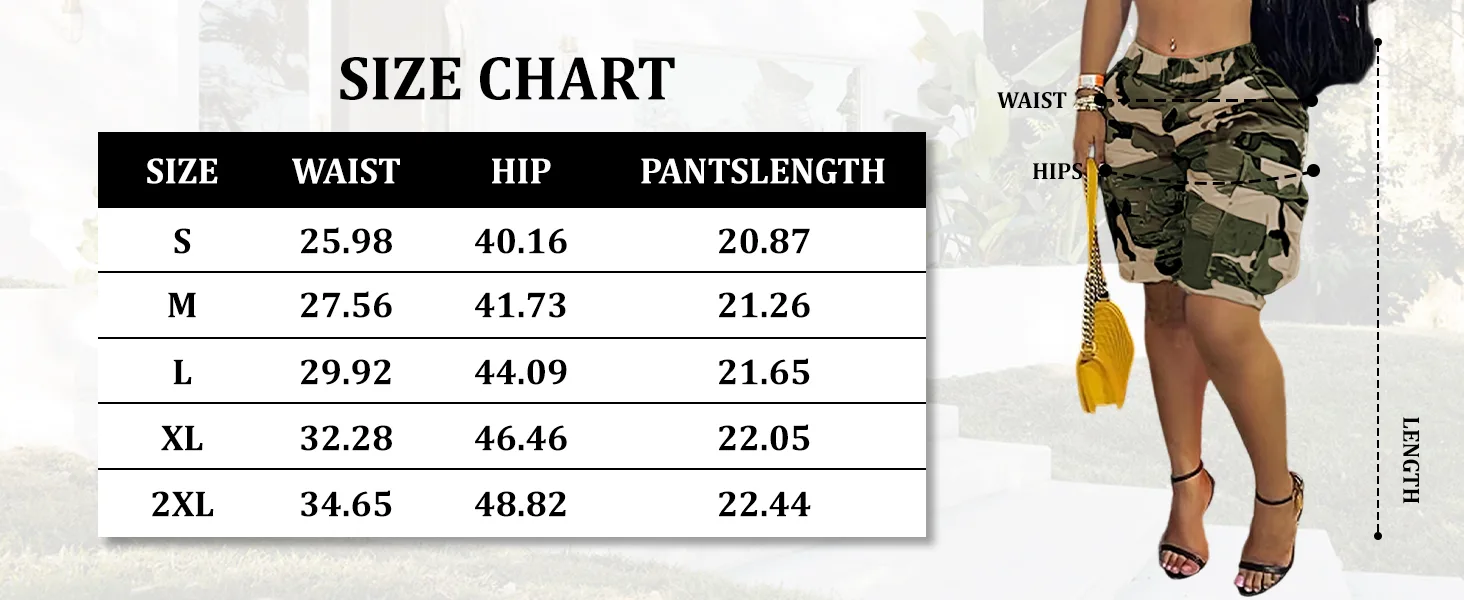 SIZE CHART
SIZE WAIST HIP PANTSLENGTH
S 25.98 40.16 20.87
M 27.56 41.73 21.26
L 29.92 44.09 21.65
XL 32.28 46.46 22.05
2XL 34.65 48.82 22.44
WAIST
HIPS
LENGTH